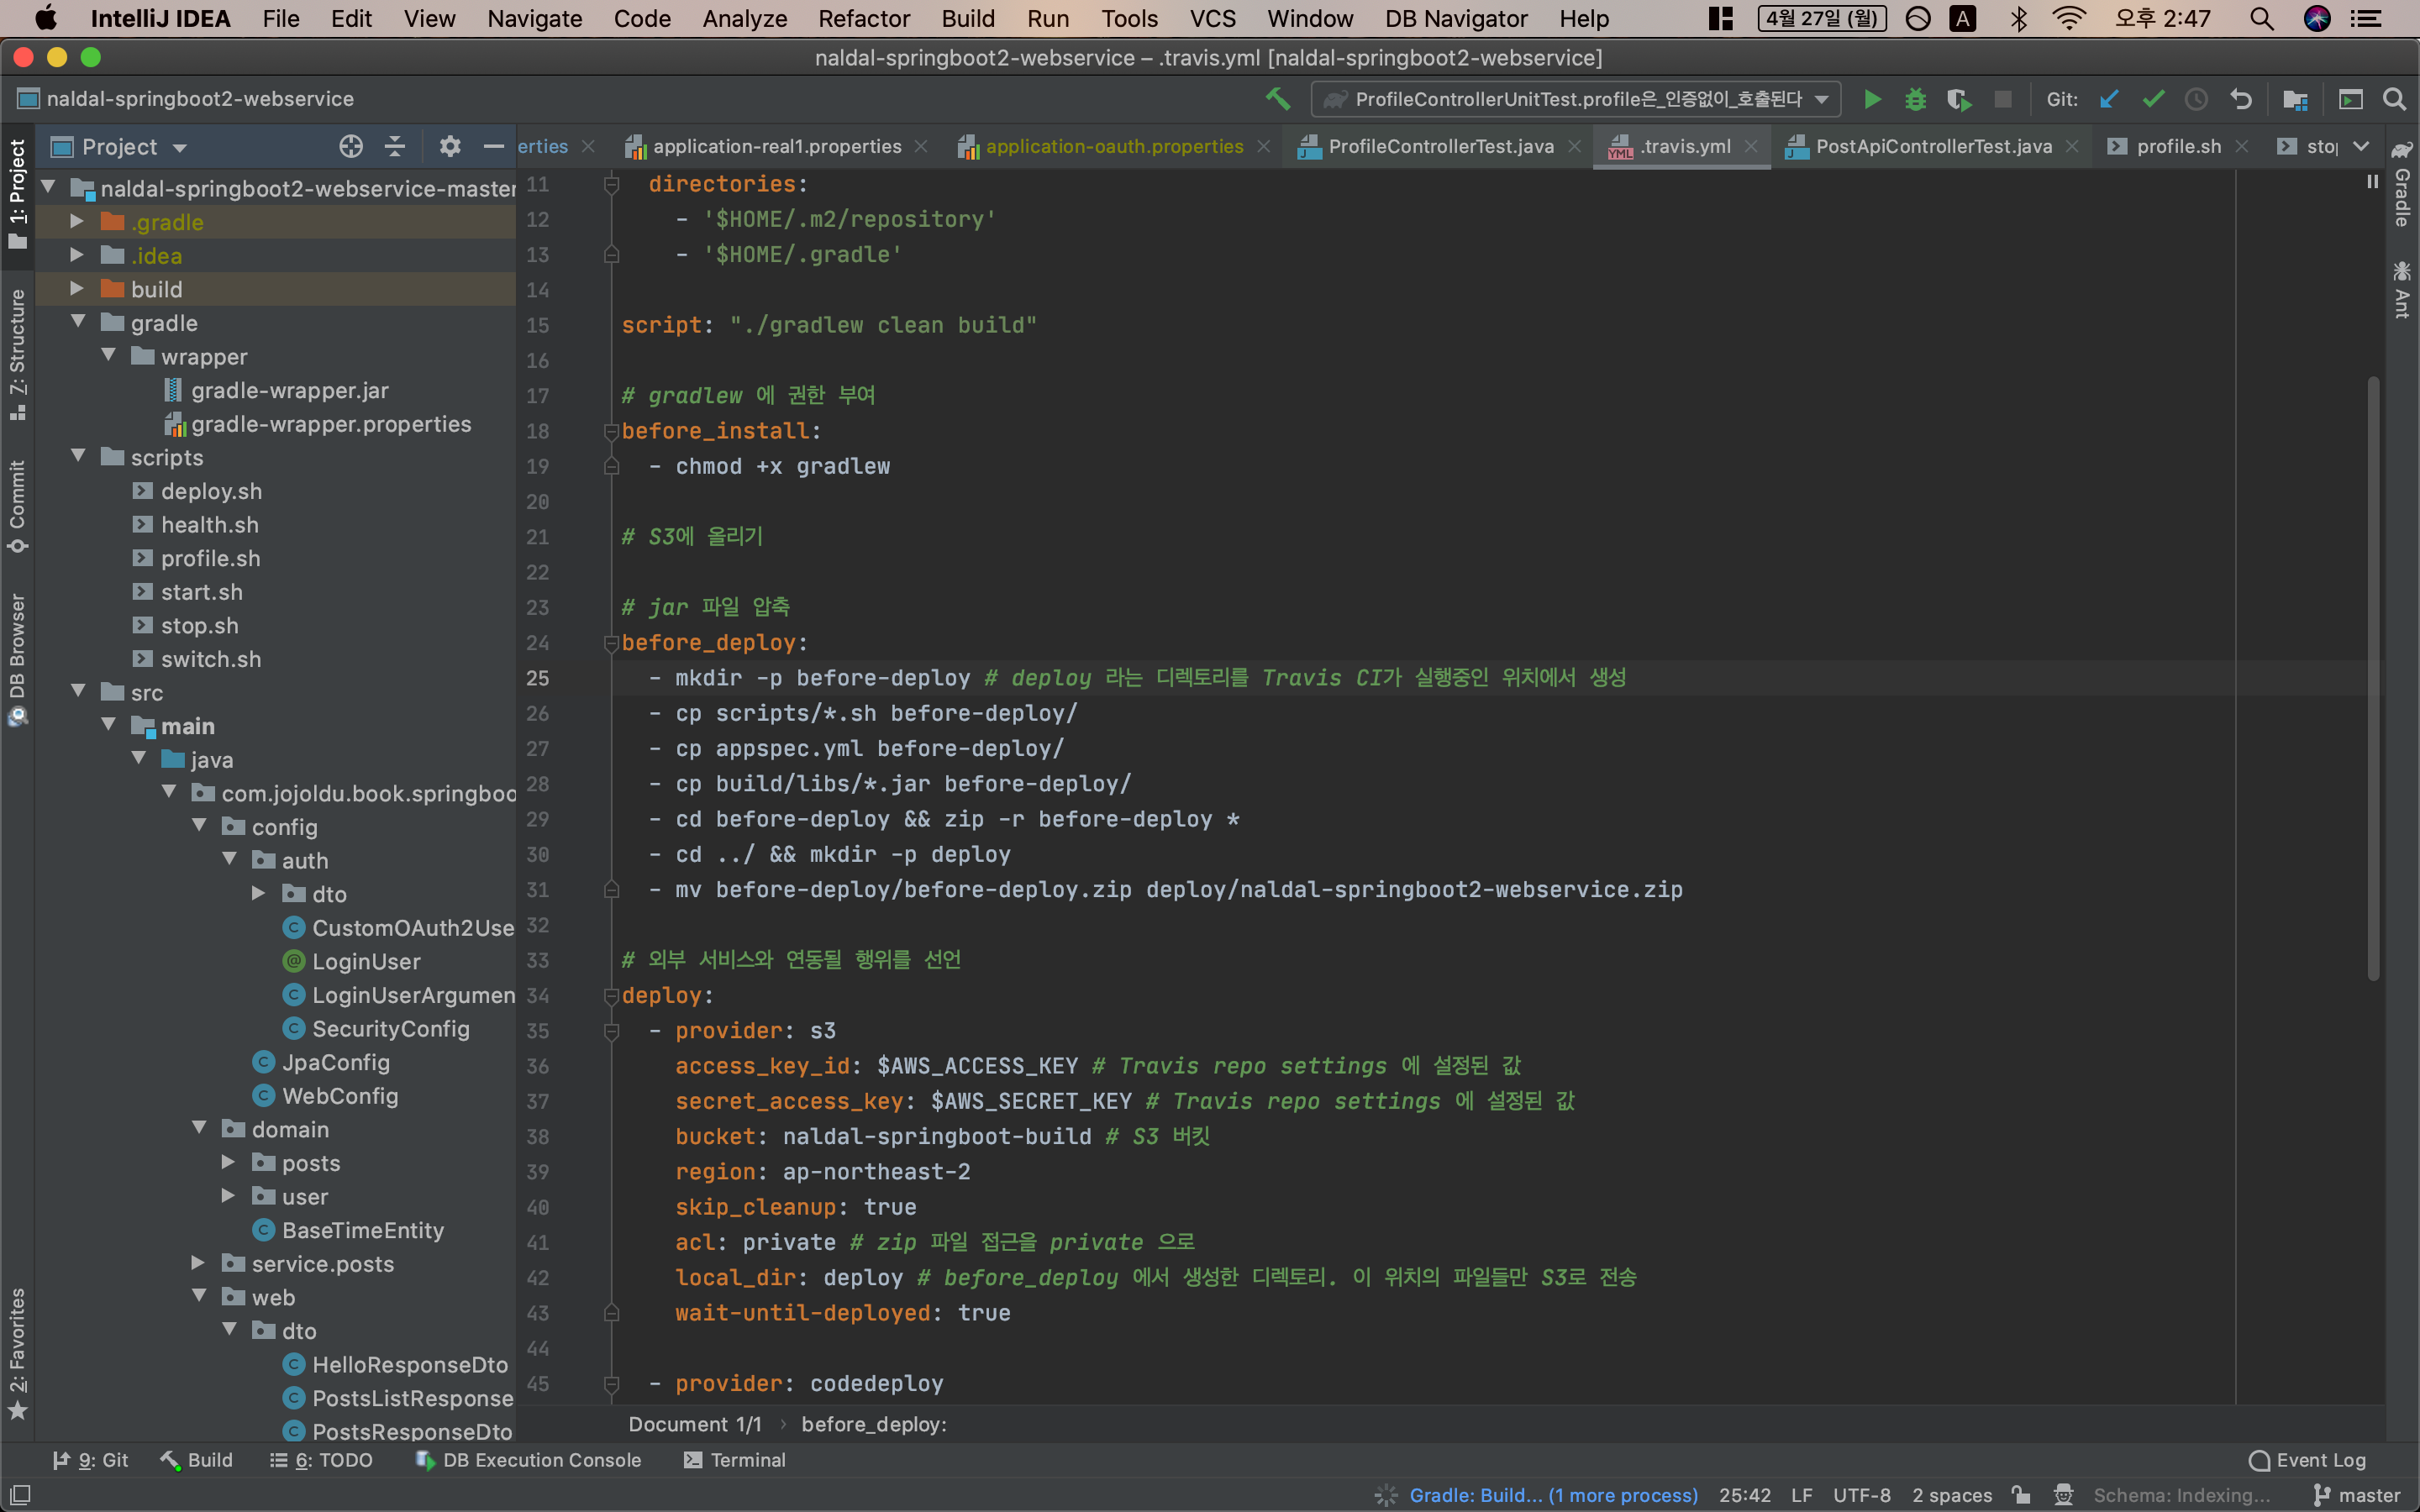 IntelliJ IDEA File Edit View Navigate Code Analyze Refactor Build Run Tools VCS Window DB Navigator Help 4월 27일 (월) A 오후 2:47
naldal-springboot2-webservice – .travis.yml [naldal-springboot2-webservice]
naldal-springboot2-webservice
ProfileControllerUnitTest.profile은_인증없이_호출된다
Git:
Project
erties
application-real1.properties
application-oauth.properties
ProfileControllerTest.java
.travis.yml
PostApiControllerTest.java
profile.sh
1: Project
Z: Structure
Commit
DB Browser
2: Favorites
naldal-springboot2-webservice-master
.gradle
.idea
build
gradle
wrapper
gradle-wrapper.jar
gradle-wrapper.properties
scripts
deploy.sh
health.sh
profile.sh
start.sh
stop.sh
switch.sh
src
main
java
com.jojoldu.book.springboo
config
auth
dto
CustomOAuth2Use
LoginUser
LoginUserArgumen
SecurityConfig
JpaConfig
WebConfig
domain
posts
user
BaseTimeEntity
service.posts
web
dto
HelloResponseDto
PostsListResponse
PostsResponseDto
11 directories:
12 - '$HOME/.m2/repository'
13 - '$HOME/.gradle'
14
15 script: "./gradlew clean build"
16
17 # gradlew 에 권한 부여
18 before_install:
19 - chmod +x gradlew
20
21 # S3에 올리기
22
23 # jar 파일 압축
24 before_deploy:
25 - mkdir -p before-deploy # deploy 라는 디렉토리를 Travis CI가 실행중인 위치에서 생성
26 - cp scripts/*.sh before-deploy/
27 - cp appspec.yml before-deploy/
28 - cp build/libs/*.jar before-deploy/
29 - cd before-deploy && zip -r before-deploy *
30 - cd ../ && mkdir -p deploy
31 - mv before-deploy/before-deploy.zip deploy/naldal-springboot2-webservice.zip
32
33 # 외부 서비스와 연동될 행위를 선언
34 deploy:
35 - provider: s3
36 access_key_id: $AWS_ACCESS_KEY # Travis repo settings 에 설정된 값
37 secret_access_key: $AWS_SECRET_KEY # Travis repo settings 에 설정된 값
38 bucket: naldal-springboot-build # S3 버킷
39 region: ap-northeast-2
40 skip_cleanup: true
41 acl: private # zip 파일 접근을 private 으로
42 local_dir: deploy # before_deploy 에서 생성한 디렉토리. 이 위치의 파일들만 S3로 전송
43 wait-until-deployed: true
44
45 - provider: codedeploy
Document 1/1 › before_deploy:
Gradle
Ant
9: Git Build 6: TODO DB Execution Console Terminal Event Log
Gradle: Build... (1 more process) 25:42 LF UTF-8 2 spaces Schema: Indexing... master